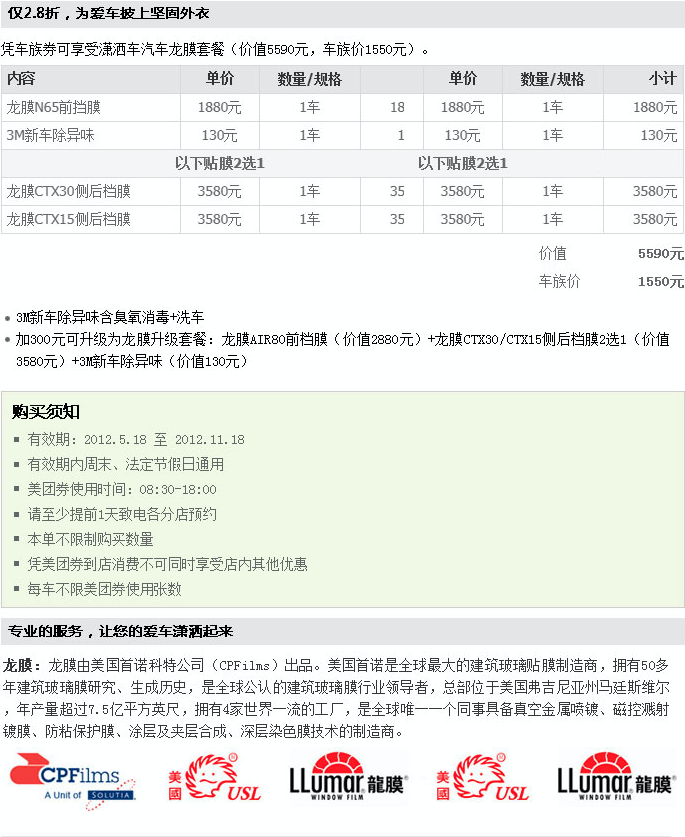 仅2.8折，为爱车披上坚固外衣
凭车族券可享受潇洒车汽车龙膜套餐（价值5590元，车族价1550元）。
内容 单价 数量/规格 单价 数量/规格 小计
龙膜N65前挡膜 1880元 1车 18 1880元 1车 1880元
3M新车除异味 130元 1车 1 130元 1车 130元
以下贴膜2选1 以下贴膜2选1
龙膜CTX30侧后档膜 3580元 1车 35 3580元 1车 3580元
龙膜CTX15侧后档膜 3580元 1车 35 3580元 1车 3580元
价值 5590元
车族价 1550元
3M新车除异味含臭氧消毒+洗车
加300元可升级为龙膜升级套餐：龙膜AIR80前挡膜（价值2880元）+龙膜CTX30/CTX15侧后档膜2选1（价值
3580元）+3M新车除异味（价值130元）
购买须知
有效期：2012.5.18 至 2012.11.18
有效期内周末、法定节假日通用
美团券使用时间：08:30-18:00
请至少提前1天致电各分店预约
本单不限制购买数量
凭美团券到店消费不可同时享受店内其他优惠
每车不限美团券使用张数
专业的服务，让您的爱车潇洒起来
龙膜：龙膜由美国首诺科特公司（CPFilms）出品。美国首诺是全球最大的建筑玻璃贴膜制造商，拥有50多
年建筑玻璃膜研究、生成历史，是全球公认的建筑玻璃膜行业领导者，总部位于美国弗吉尼亚州马廷斯维尔
，年产量超过7.5亿平方英尺，拥有4家世界一流的工厂，是全球唯一一个同事具备真空金属喷镀、磁控溅射
镀膜、防粘保护膜、涂层及夹层合成、深层染色膜技术的制造商。
CPFilms A Unit of SOLUTIA
美國 USL ®
LLumar 龍膜 ® WINDOW FILM
美國 USL ®
LLumar 龍膜 ® WINDOW FILM